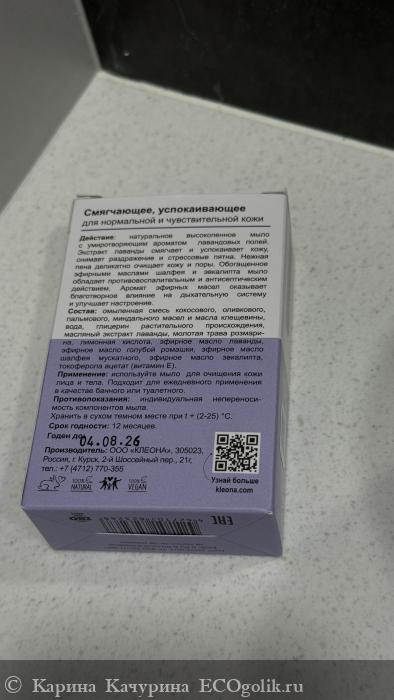 Смягчающее, успокаивающее
для нормальной и чувствительной кожи
Действие: натуральное высокопенное мыло
с умиротворяющим ароматом лавандовых полей.
Экстракт лаванды смягчает и успокаивает кожу,
снимает раздражение и стрессовые пятна. Нежная
пена деликатно очищает кожу и поры. Обогащенное
эфирными маслами шалфея и эвкалипта мыло
обладает противовоспалительным и антисептическим
действием. Аромат эфирных масел оказывает
благотворное влияние на дыхательную систему
и улучшает настроение.
Состав: омыленная смесь кокосового, оливкового,
пальмового, миндального масел и масла клещевины,
вода, глицерин растительного происхождения,
масляный экстракт лаванды, молотая трава розмари-
на, лимонная кислота, эфирное масло лаванды,
эфирное масло голубой ромашки, эфирное масло
шалфея мускатного, эфирное масло эвкалипта,
токоферола ацетат (витамин Е).
Применение: используйте мыло для очищения кожи
лица и тела. Подходит для ежедневного применения
в качестве банного или туалетного.
Противопоказания: индивидуальная непереноси-
мость компонентов мыла.
Хранить в сухом темном месте при t + (2-25) °C.
Срок годности: 12 месяцев.
Годен до 04.08.26
Производитель: ООО «КЛЕОНА», 305023,
Россия, г. Курск, 2-й Шоссейный пер., 21г,
тел.: +7 (4712) 770-355
Узнай больше
kleona.com
100% NATURAL
100% VEGAN
EAC
© Карина Качурина ECOgolik.ru